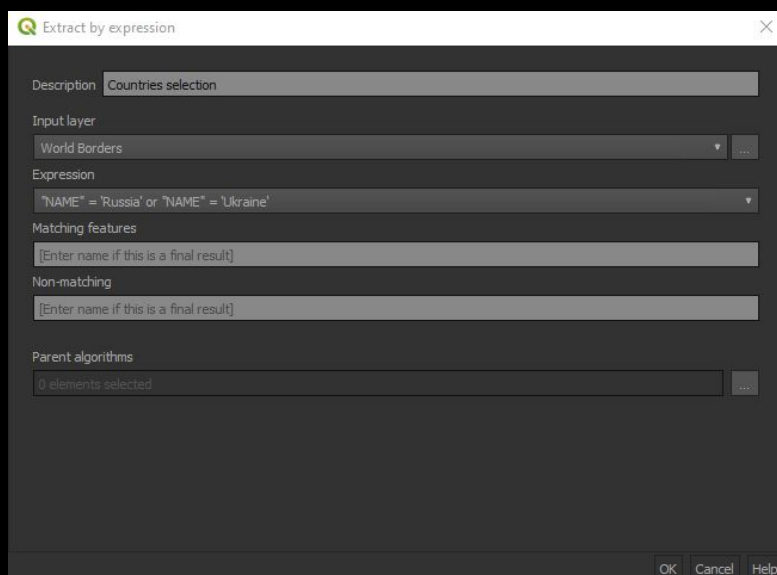 Extract by expression
Description Countries selection
Input layer
World Borders
...
Expression
"NAME" = 'Russia' or "NAME" = 'Ukraine'
Matching features
[Enter name if this is a final result]
Non-matching
[Enter name if this is a final result]
Parent algorithms
0 elements selected
...
OK Cancel Help